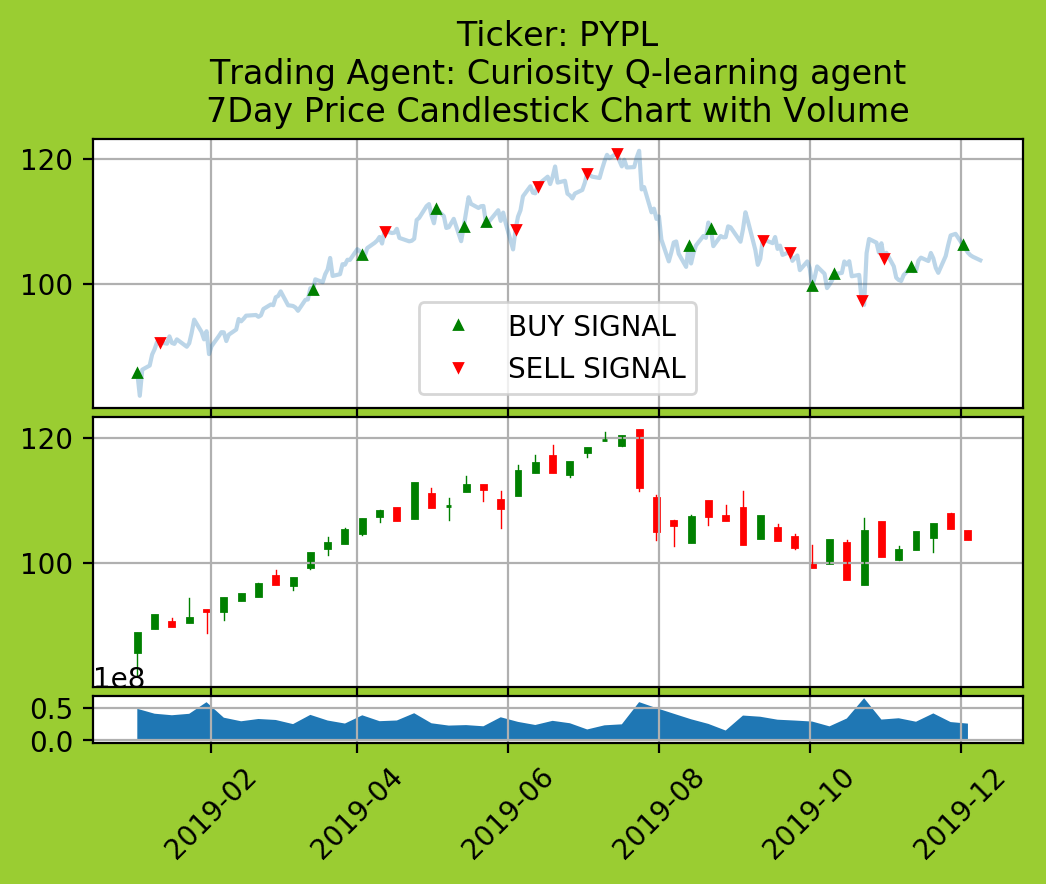 Ticker: PYPL
Trading Agent: Curiosity Q-learning agent
7Day Price Candlestick Chart with Volume
120
100
BUY SIGNAL
SELL SIGNAL
120
100
1e8
0.5
0.0
2019-02
2019-04
2019-06
2019-08
2019-10
2019-12